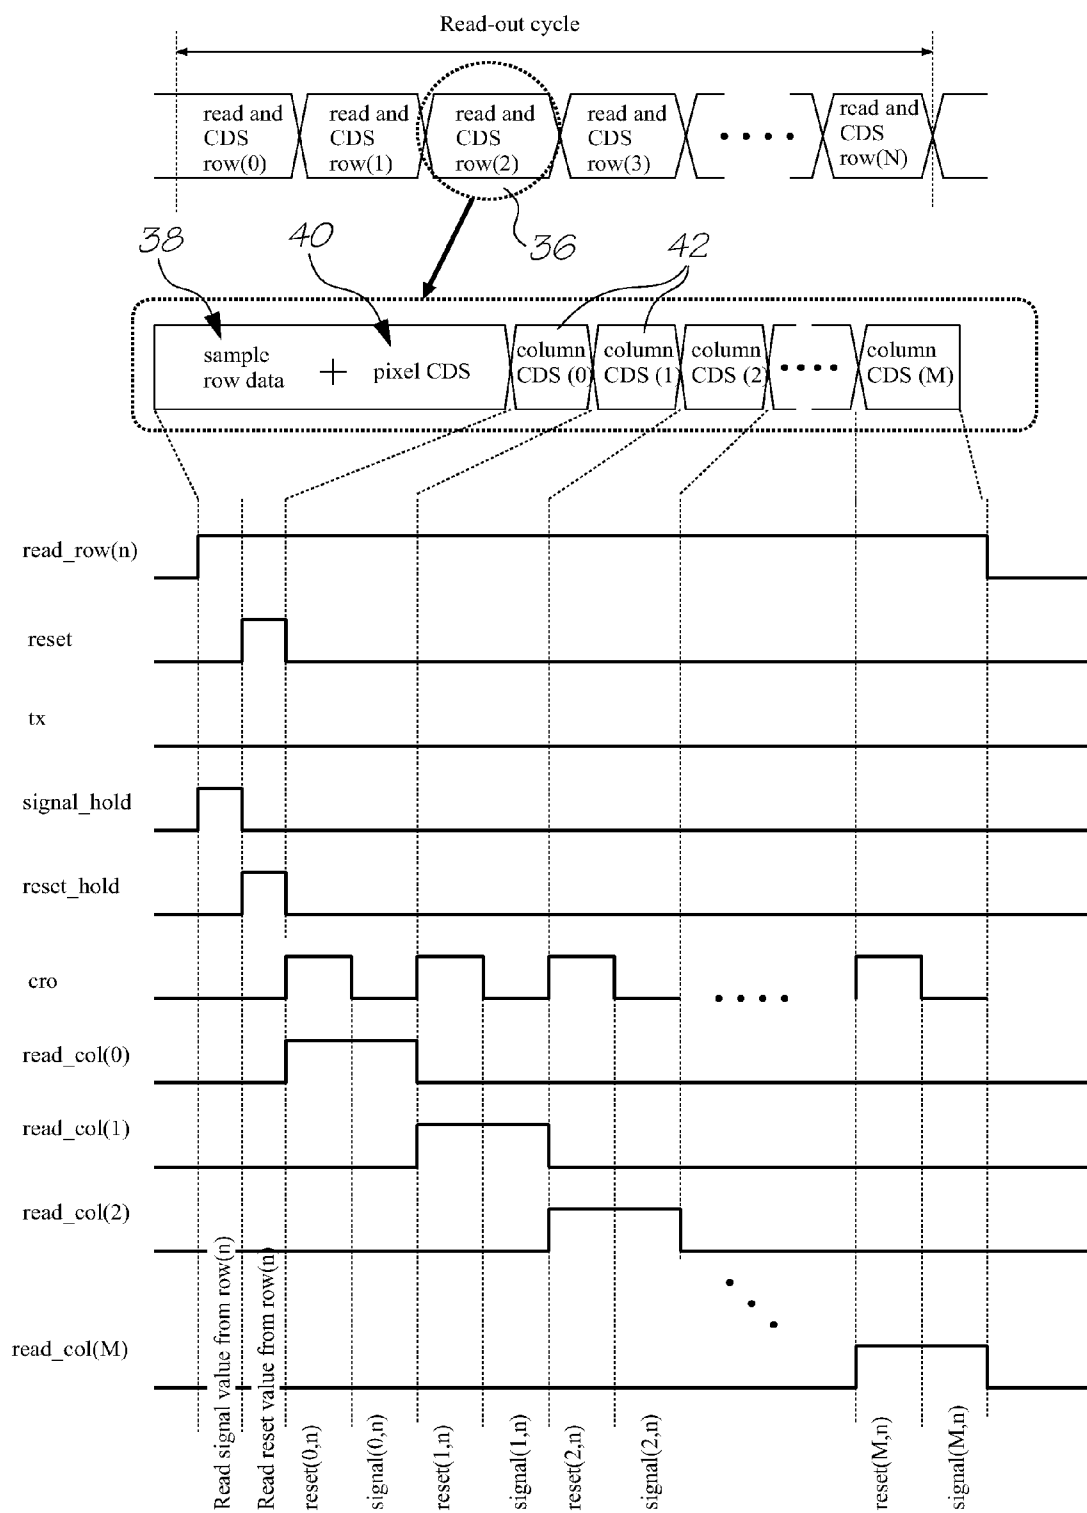 Read-out cycle
read and
CDS
row(0)
read and
CDS
row(1)
read and
CDS
row(2)
read and
CDS
row(3)
read and
CDS
row(N)
36
38
40
42
sample
row data
+
pixel CDS
column
CDS (0)
column
CDS (1)
column
CDS (2)
column
CDS (M)
read_row(n)
reset
tx
signal_hold
reset_hold
cro
read_col(0)
read_col(1)
read_col(2)
read_col(M)
Read signal value from row(n)
Read reset value from row(n)
reset(0,n)
signal(0,n)
reset(1,n)
signal(1,n)
reset(2,n)
signal(2,n)
reset(M,n)
signal(M,n)